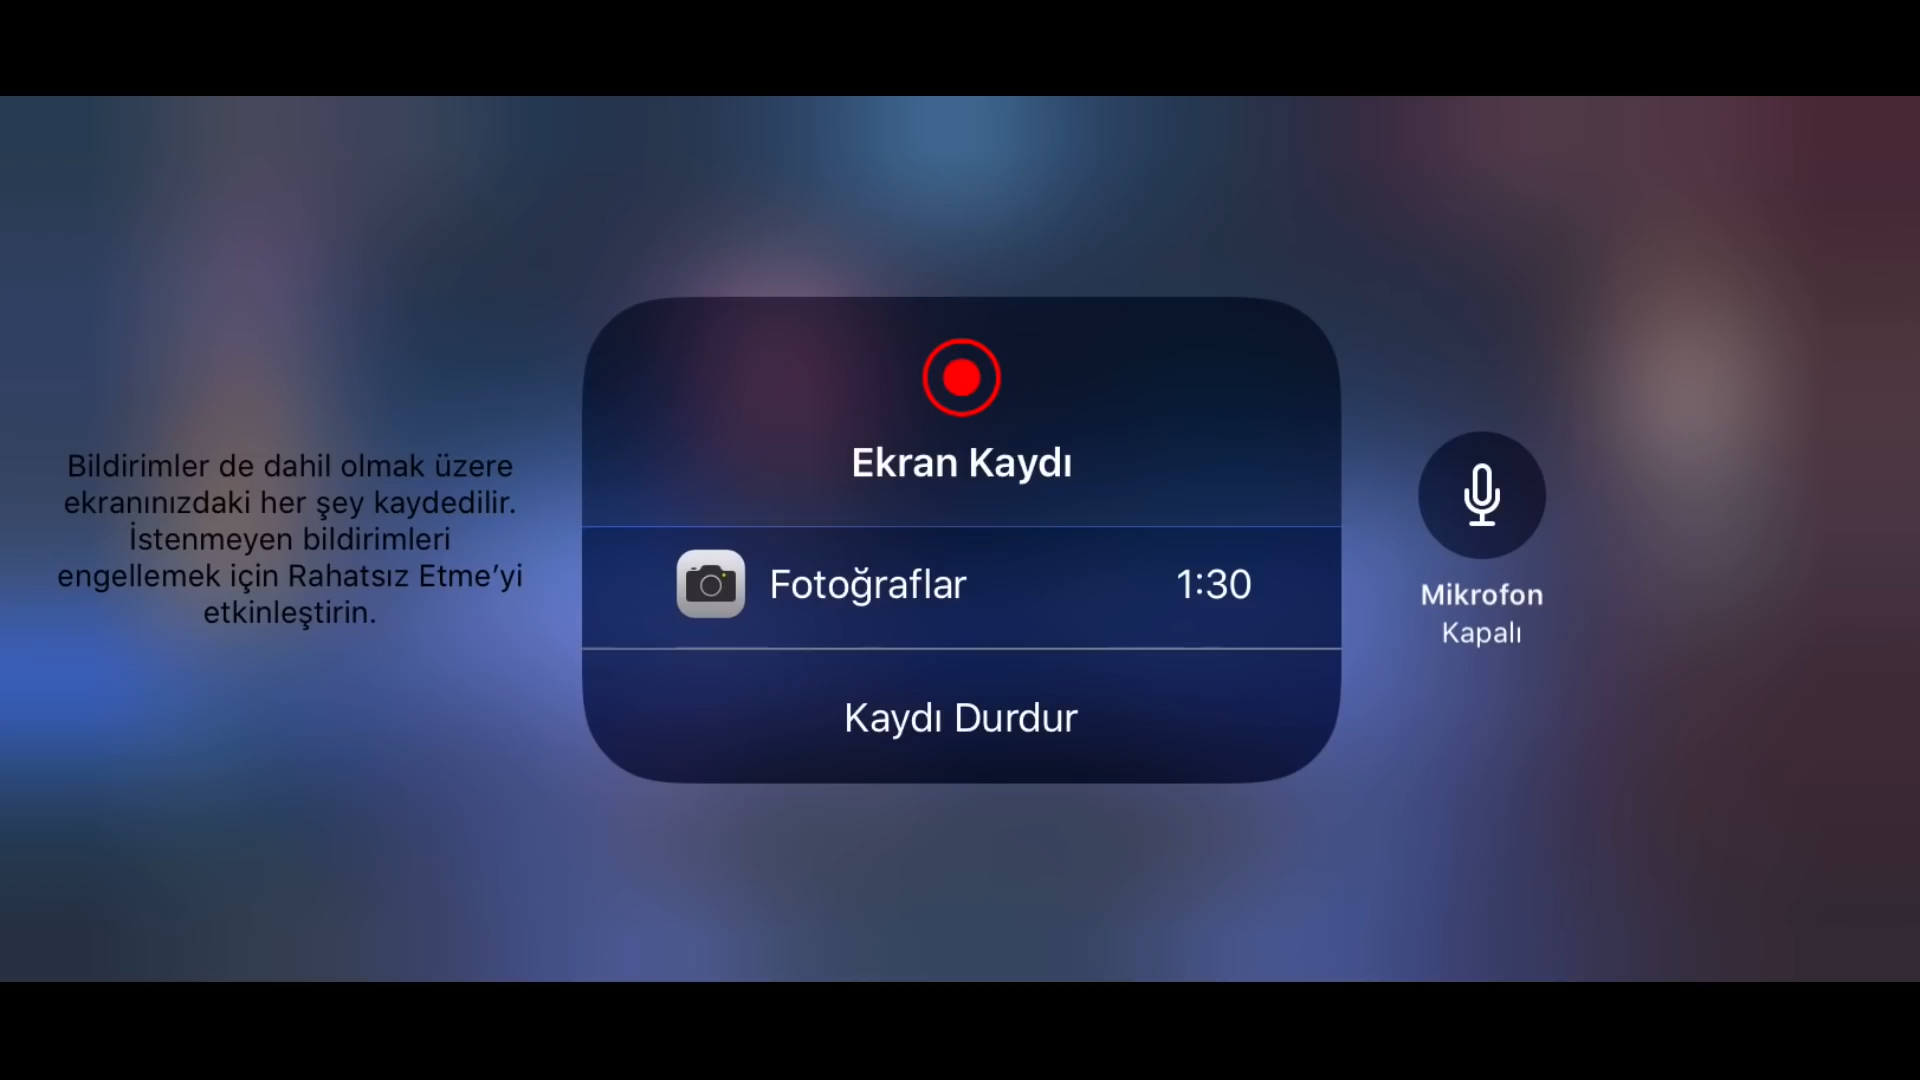 Bildirimler de dahil olmak üzere
ekranınızdaki her şey kaydedilir.
İstenmeyen bildirimleri
engellemek için Rahatsız Etme’yi
etkinleştirin.
Ekran Kaydı
Fotoğraflar 1:30
Kaydı Durdur
Mikrofon
Kapalı